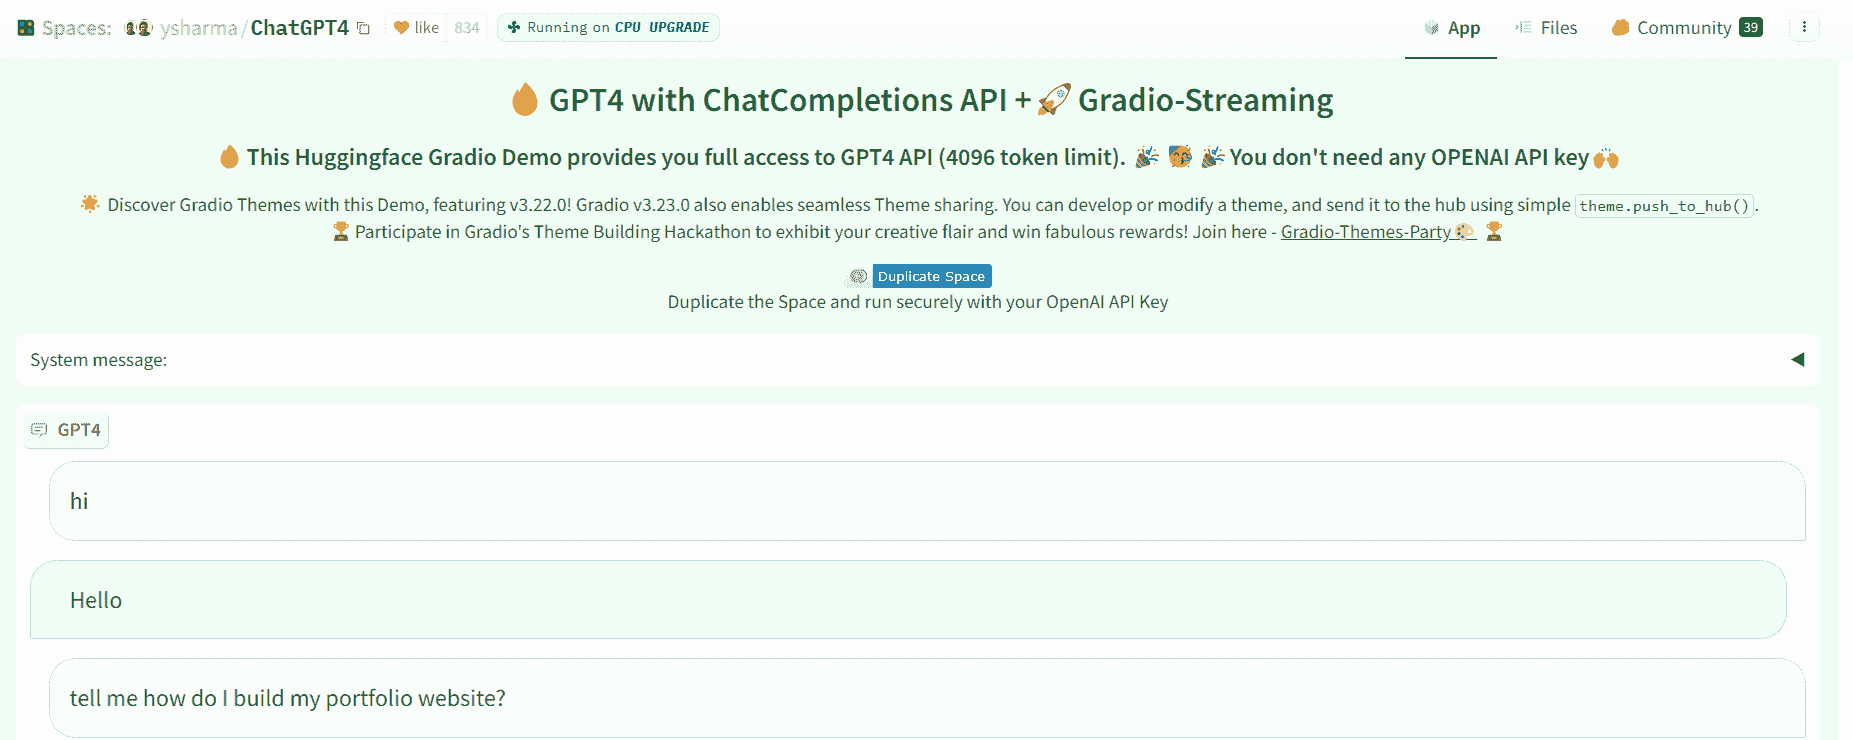 Spaces: ysharma/ChatGPT4 like 834 Running on CPU UPGRADE App Files Community 39
GPT4 with ChatCompletions API + Gradio-Streaming
This Huggingface Gradio Demo provides you full access to GPT4 API (4096 token limit). You don't need any OPENAI API key
Discover Gradio Themes with this Demo, featuring v3.22.0! Gradio v3.23.0 also enables seamless Theme sharing. You can develop or modify a theme, and send it to the hub using simple theme.push_to_hub().
Participate in Gradio's Theme Building Hackathon to exhibit your creative flair and win fabulous rewards! Join here - Gradio-Themes-Party
Duplicate Space
Duplicate the Space and run securely with your OpenAI API Key
System message:
GPT4
hi
Hello
tell me how do I build my portfolio website?